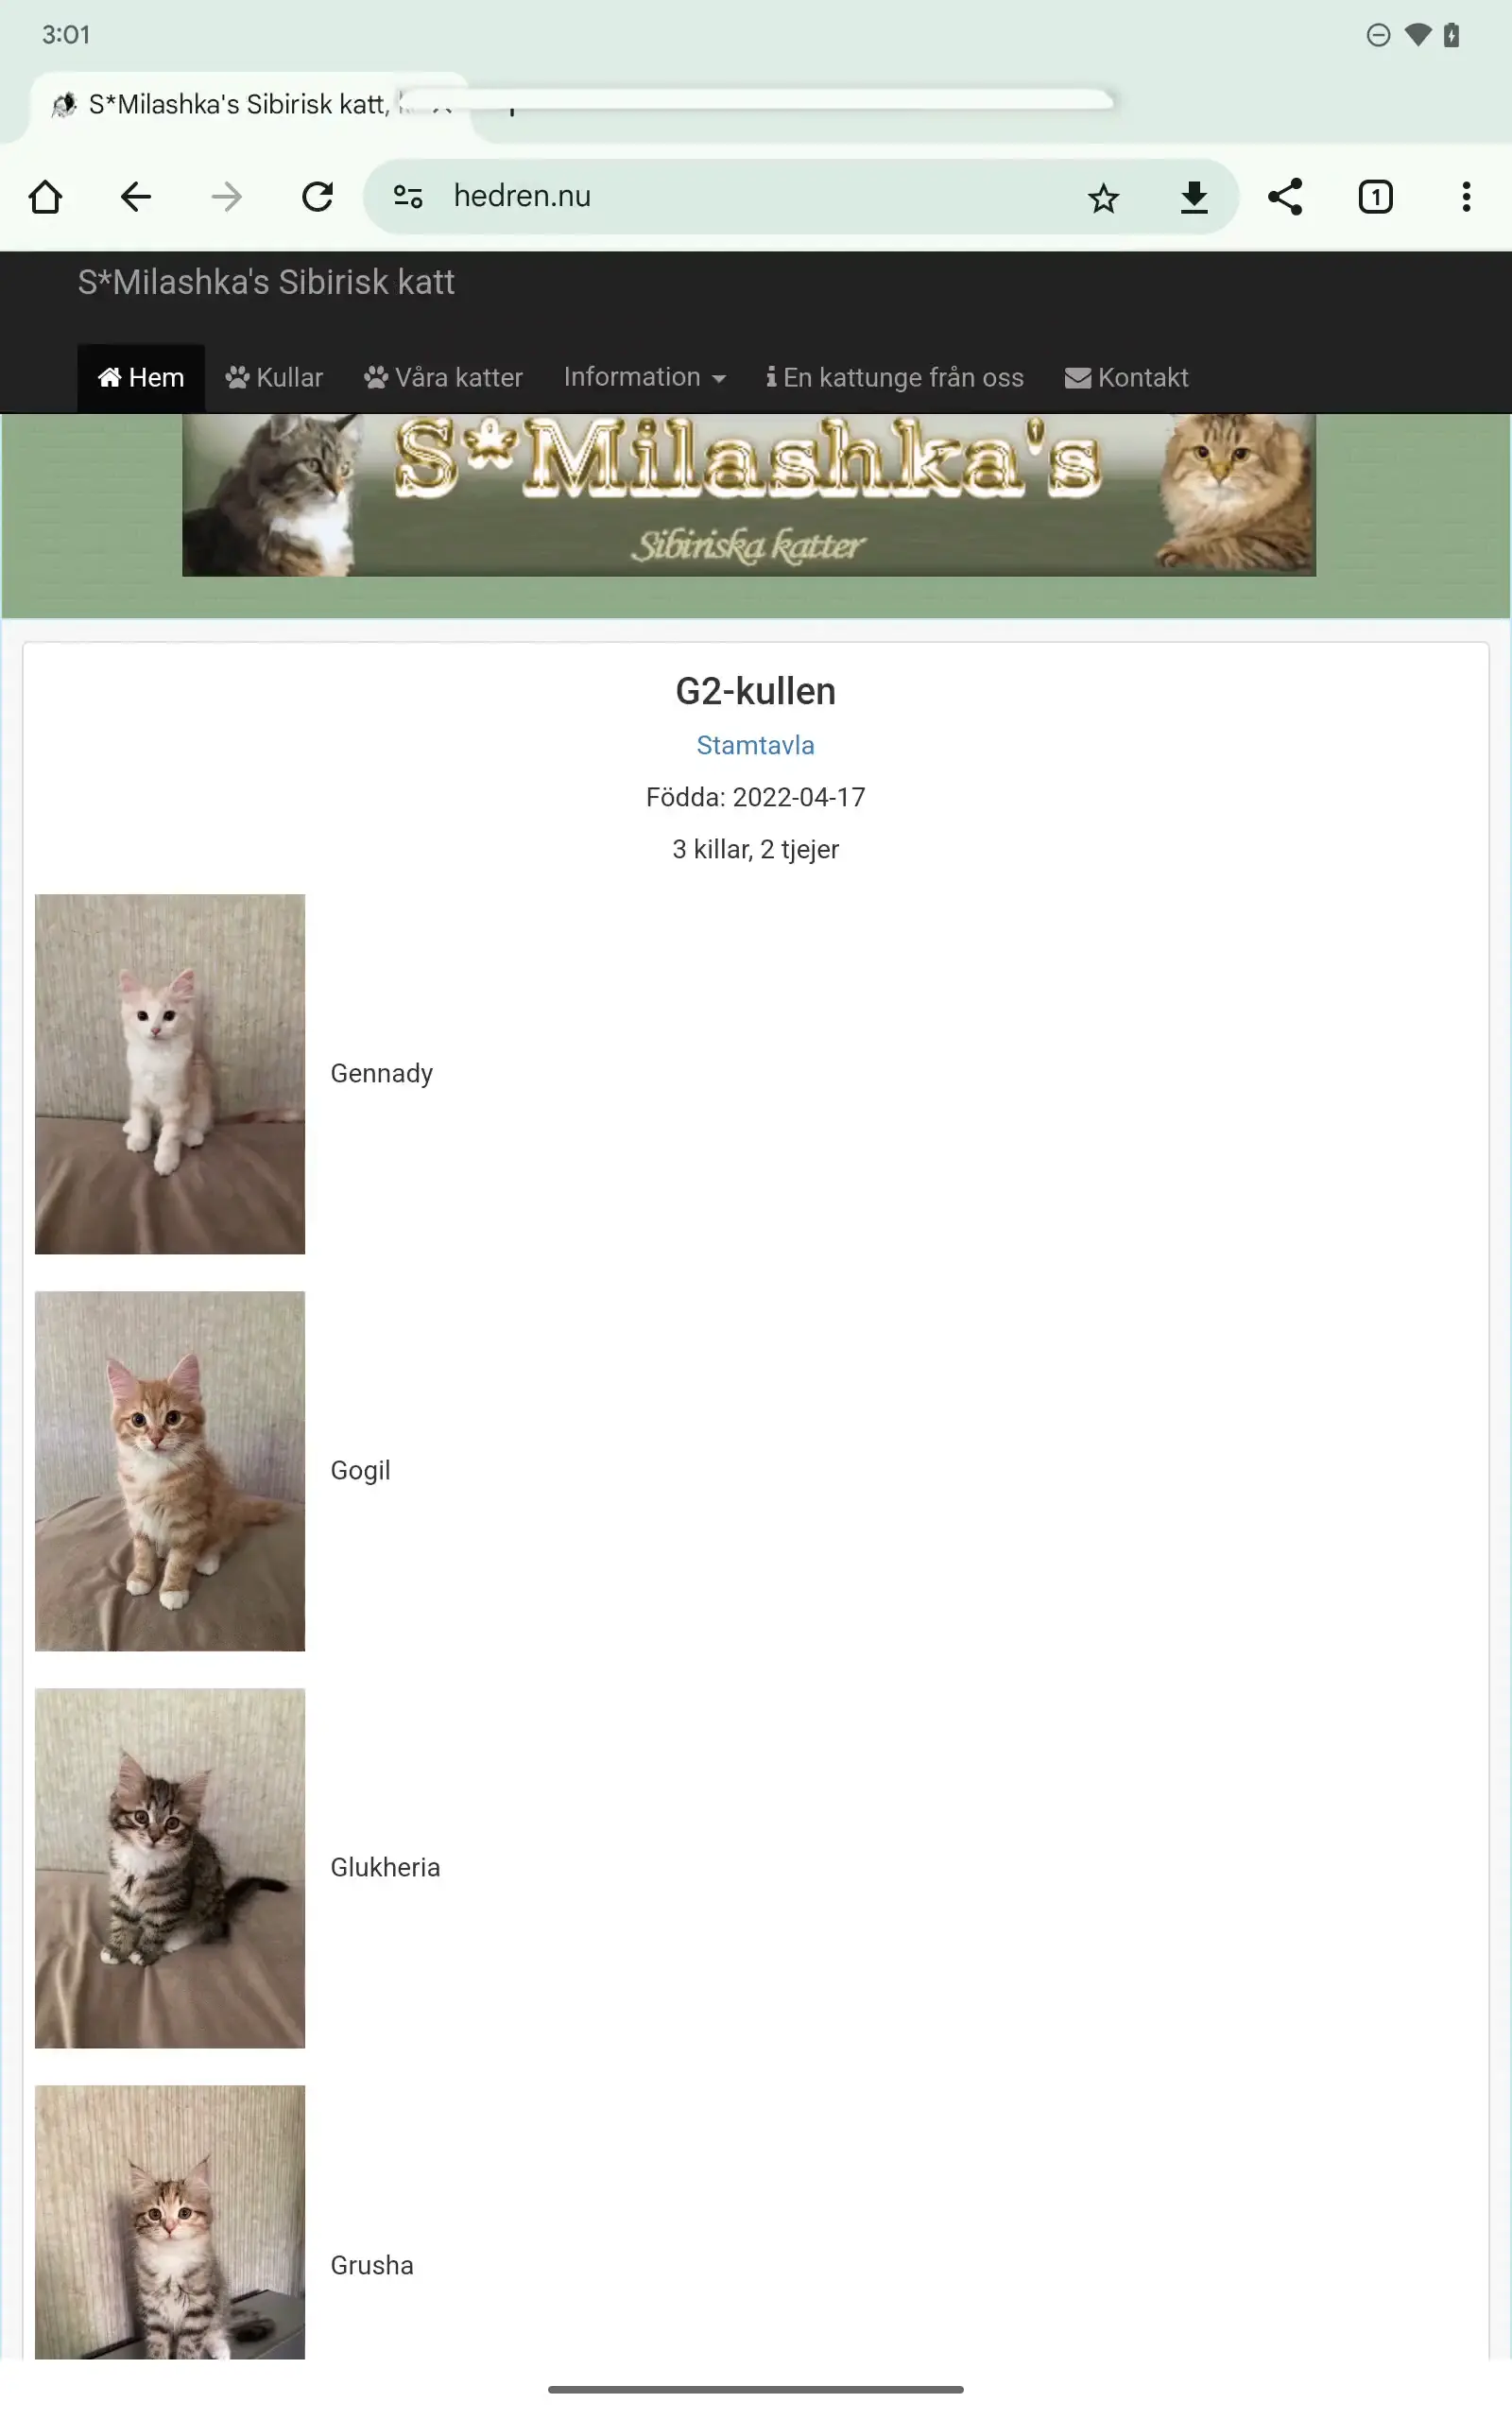 3:01
S*Milashka's Sibirisk katt,
hedren.nu
1
S*Milashka's Sibirisk katt
Hem Kullar Våra katter Information En kattunge från oss Kontakt
S*Milashka's
Sibiriska katter
G2-kullen
Stamtavla
Födda: 2022-04-17
3 killar, 2 tjejer
Gennady
Gogil
Glukheria
Grusha